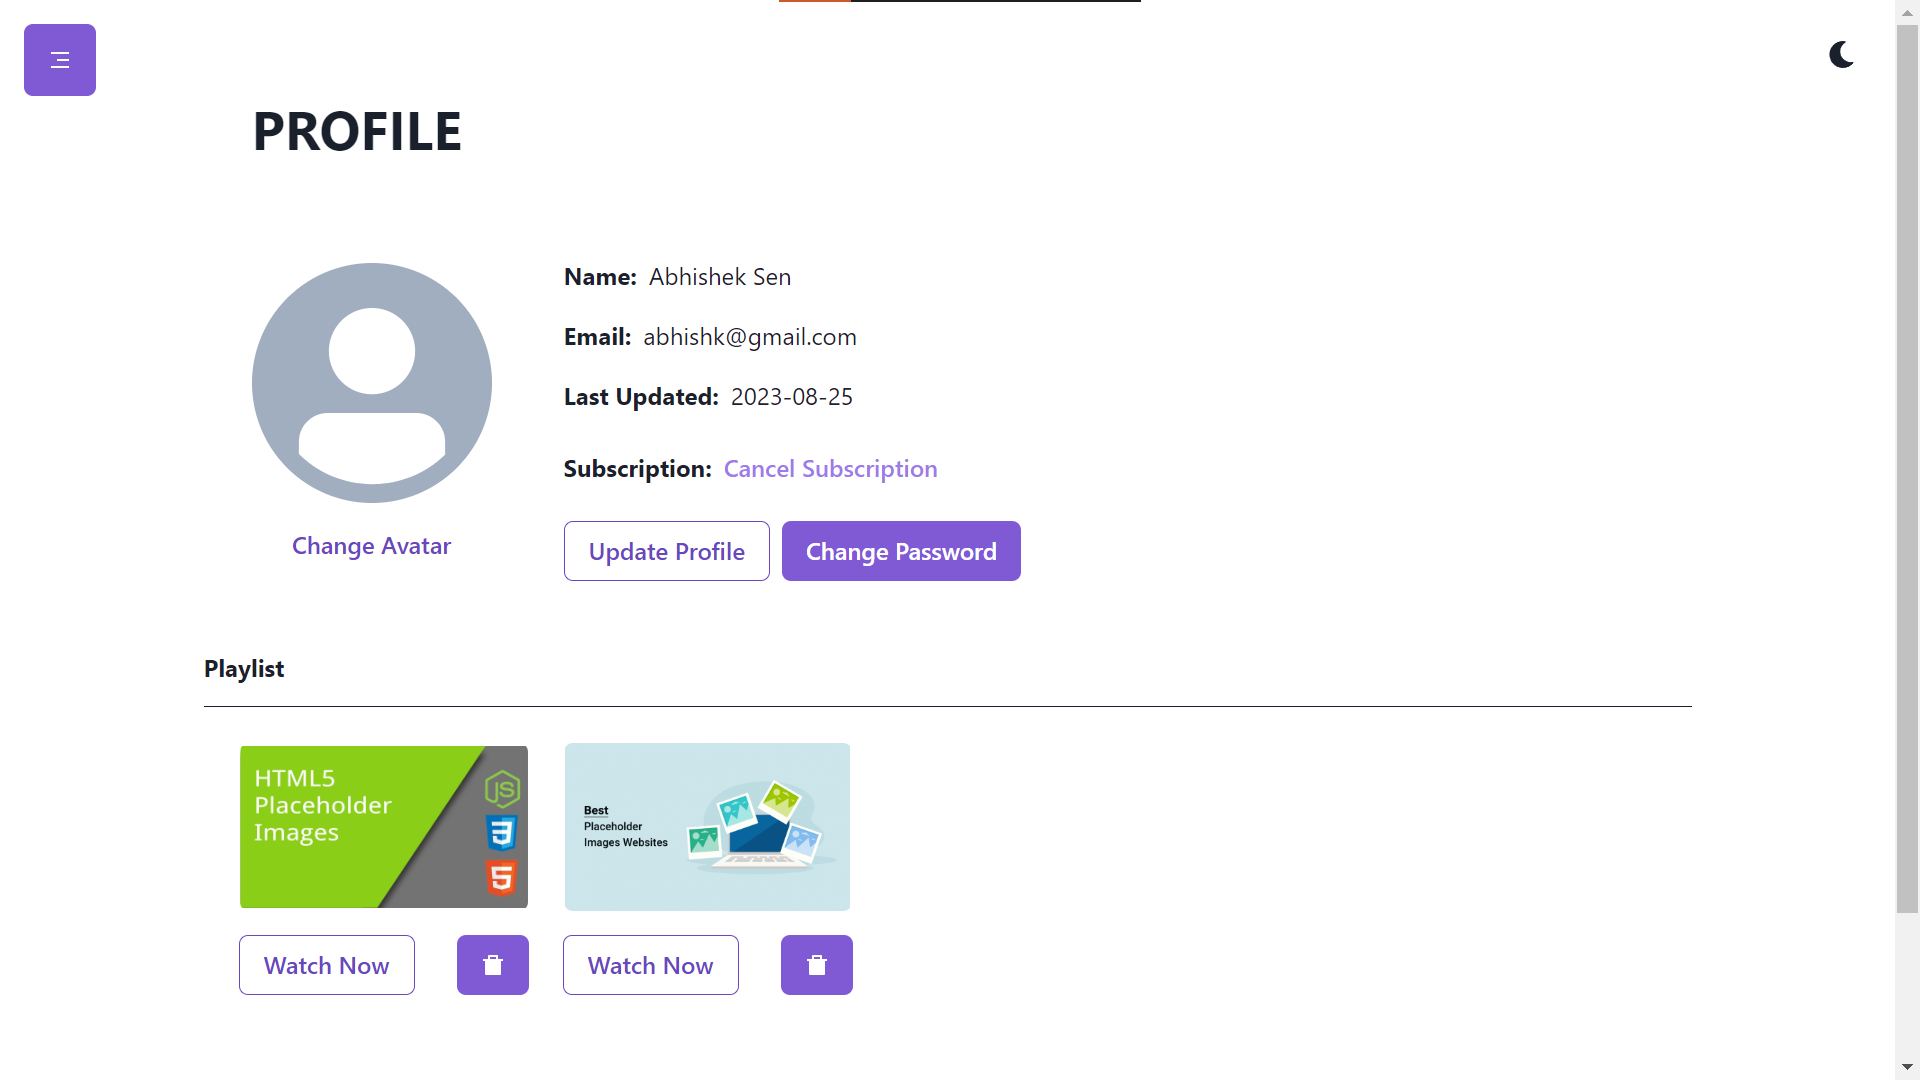 PROFILE
Name: Abhishek Sen
Email: abhishk@gmail.com
Last Updated: 2023-08-25
Subscription: Cancel Subscription
Change Avatar
Update Profile
Change Password
Playlist
HTML5
Placeholder
Images
JS
3
5
Best
Placeholder
Images Websites
Watch Now
Watch Now